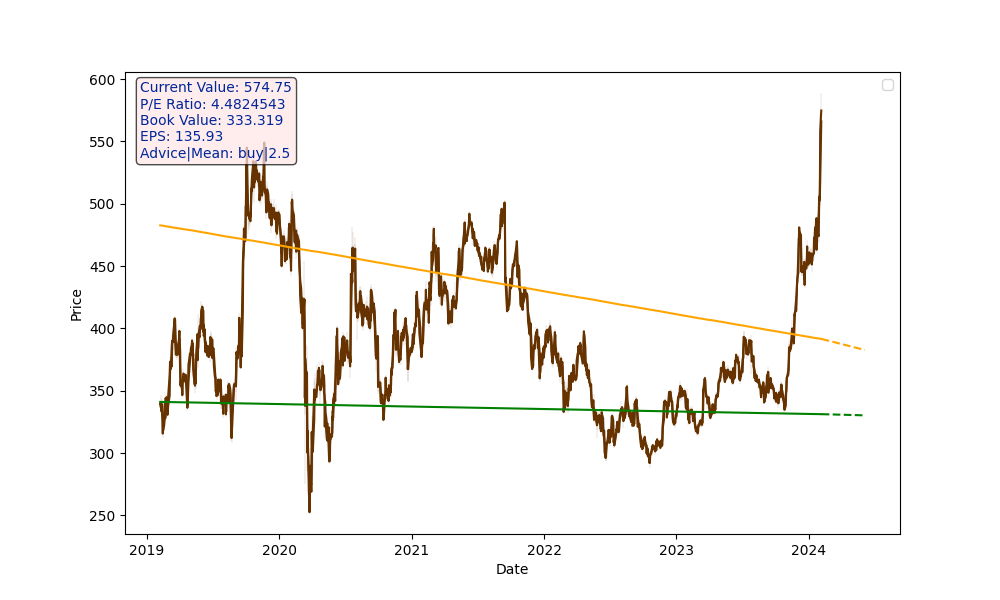 600
550
500
450
400
350
300
250
Price
Current Value: 574.75
P/E Ratio: 4.4824543
Book Value: 333.319
EPS: 135.93
Advice|Mean: buy|2.5
2019
2020
2021
2022
2023
2024
Date